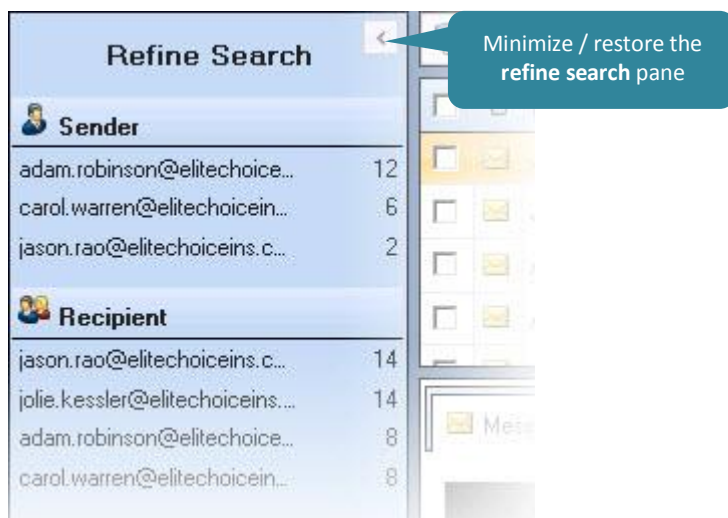 Refine Search
<
Minimize / restore the
refine search pane
Sender
adam.robinson@elitechoice... 12
carol.warren@elitechoicein... 6
jason.rao@elitechoiceins.c... 2
Recipient
jason.rao@elitechoiceins.c... 14
jolie.kessler@elitechoiceins.... 14
adam.robinson@elitechoice... 8
carol.warren@elitechoicein... 8